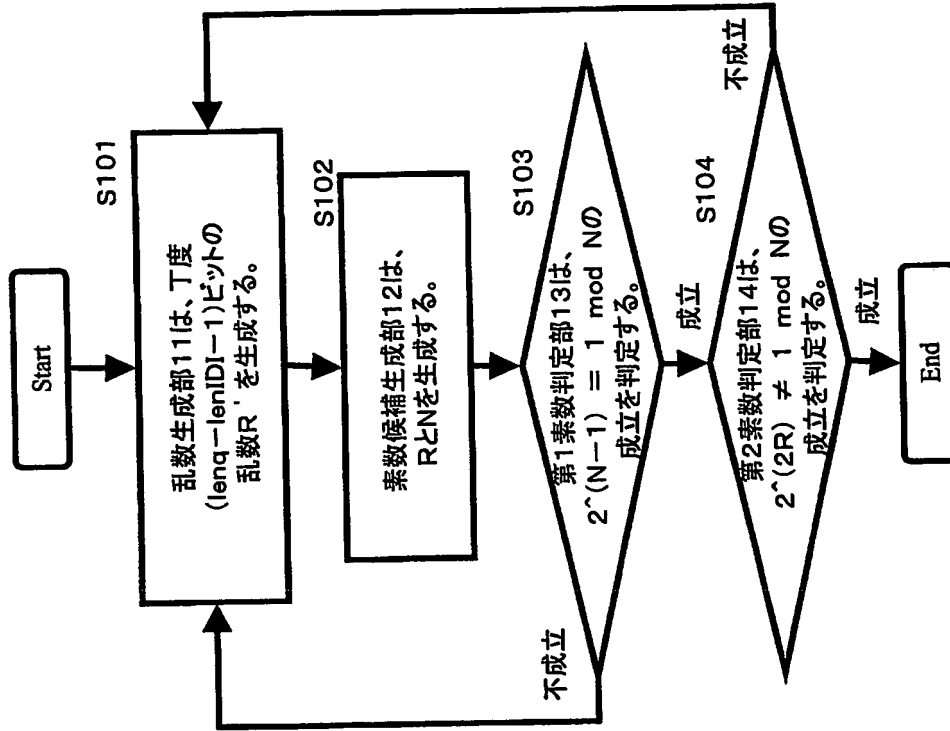 Start
S101
乱数生成部11は、丁度
(lenq−lenIDI−1)ビットの
乱数R'を生成する。
S102
素数候補生成部12は、
RとNを生成する。
S103
第1素数判定部13は、
2^(N−1) = 1 mod Nの
成立を判定する。
不成立
成立
S104
第2素数判定部14は、
2^(2R) ≠ 1 mod Nの
成立を判定する。
不成立
成立
End